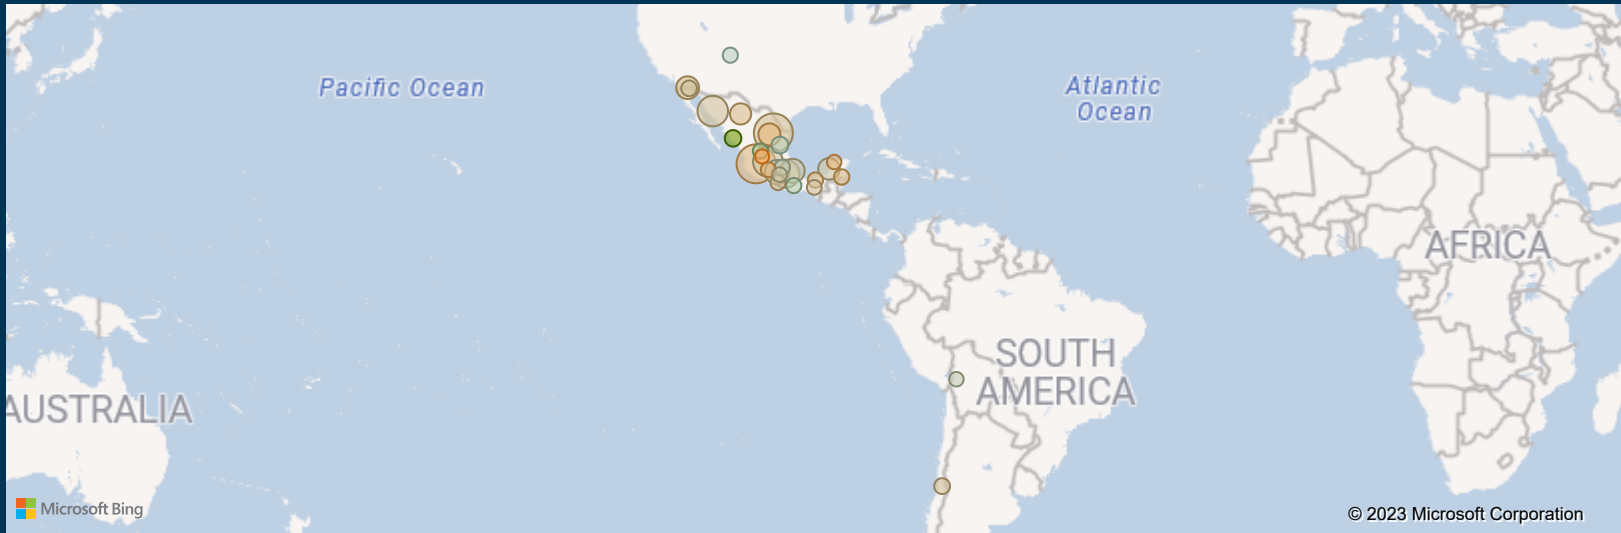 Pacific Ocean
Atlantic
Ocean
AFRICA
SOUTH
AMERICA
AUSTRALIA
Microsoft Bing
© 2023 Microsoft Corporation